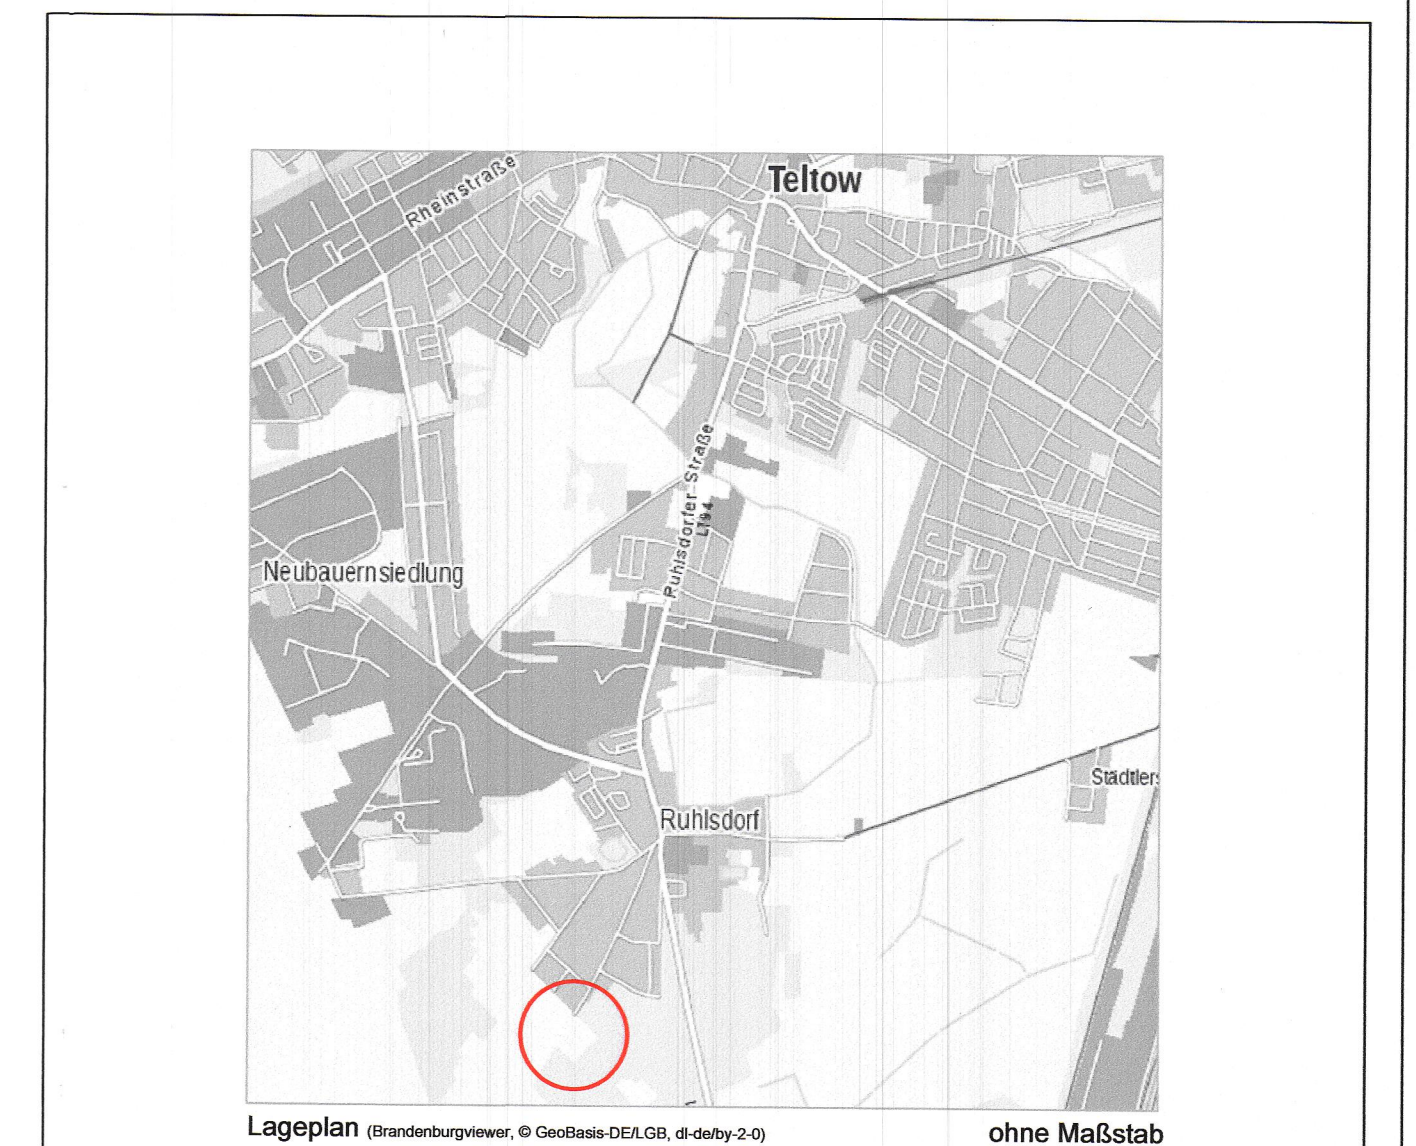 Teltow
Rheinstraße
Ruhlsdorfer-Straße
L794
Neubauernsiedlung
Städtlers
Ruhlsdorf
Lageplan (Brandenburgviewer, © GeoBasis-DE/LGB, dl-de/by-2-0)
ohne Maßstab